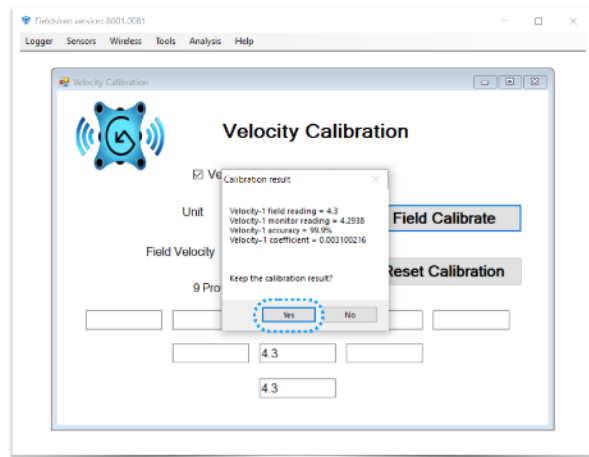 Fieldsiren version: 8001.0081
Logger Sensors Wireless Tools Analysis Help
Velocity Calibration
Velocity Calibration
Ve
Calibration result
Unit
Velocity-1 field reading = 4.3
Velocity-1 monitor reading = 4.2938
Velocity-1 accuracy = 99.9%
Velocity-1 coefficient = 0.003100216
Field Calibrate
Field Velocity
Keep the calibration result?
Reset Calibration
9 Pro
Yes No
4.3
4.3